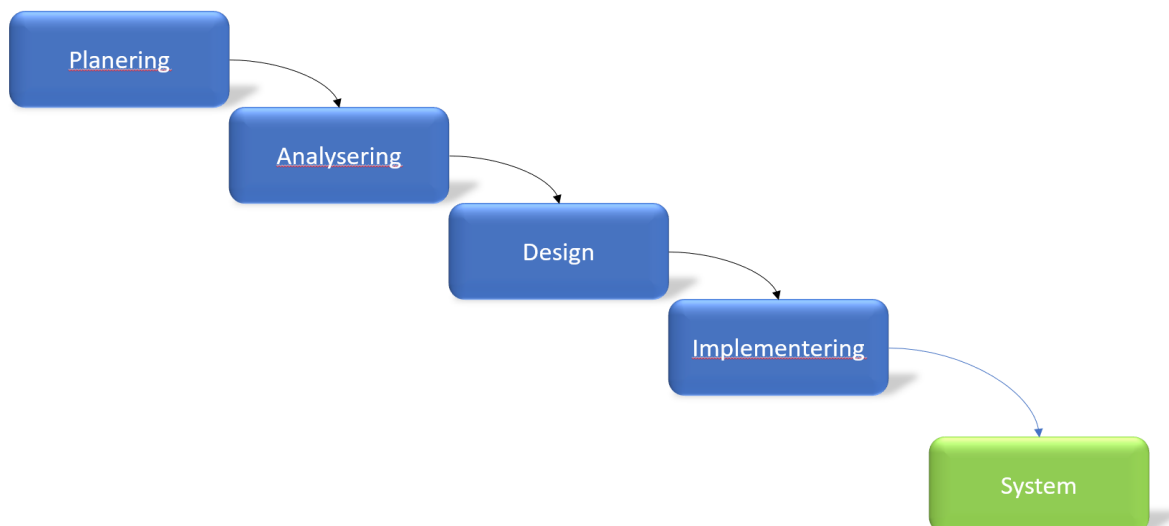 Planering
Analysering
Design
Implementering
System